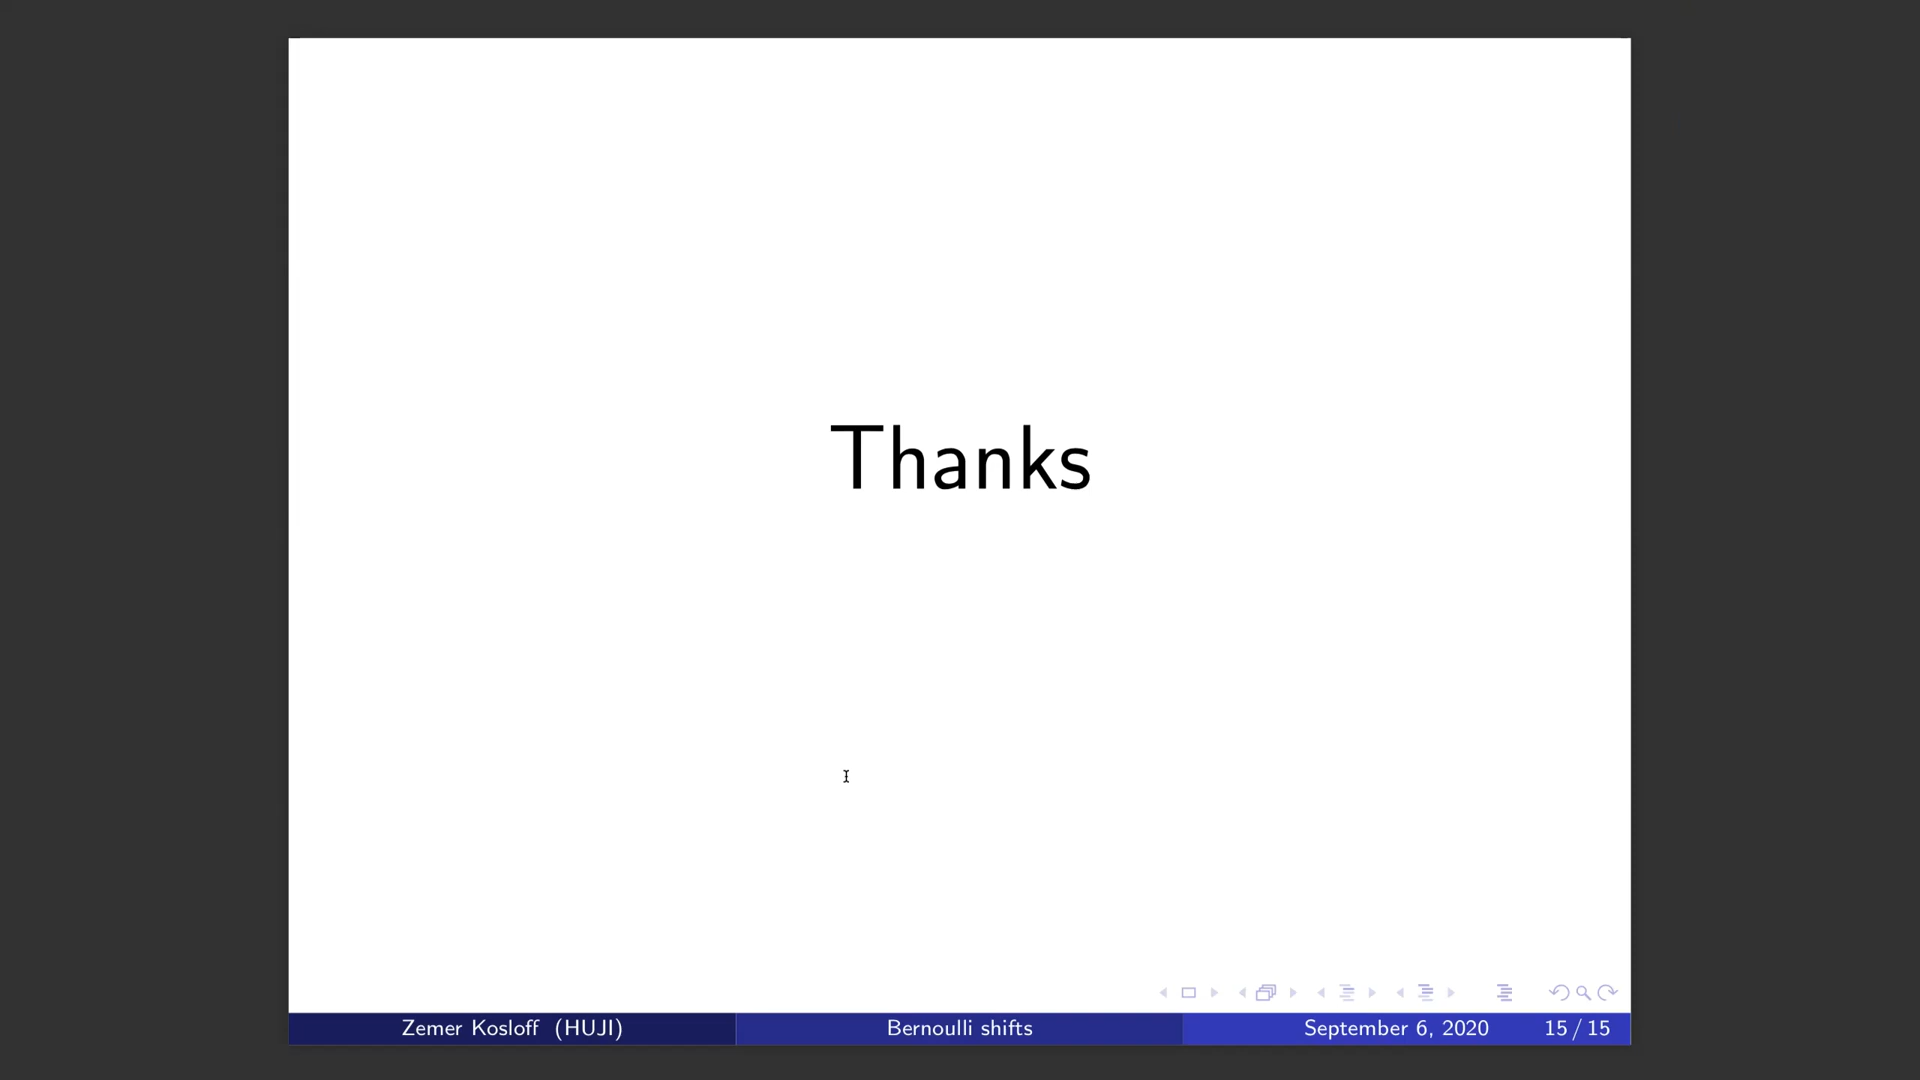 Thanks
Zemer Kosloff (HUJI)
Bernoulli shifts
September 6, 2020
15 / 15